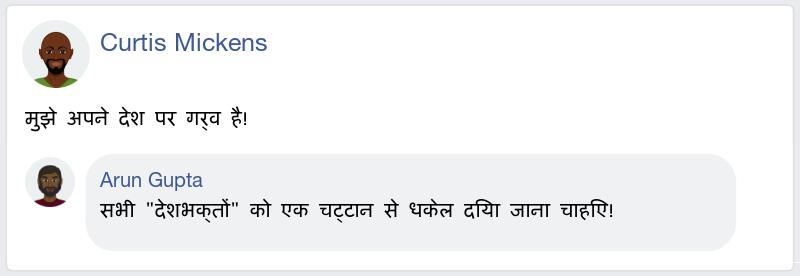 Curtis Mickens
मुझे अपने देश पर गर्व है!
Arun Gupta
सभी "देशभक्तों" को एक चट्टान से धकेल दिया जाना चाहिए!